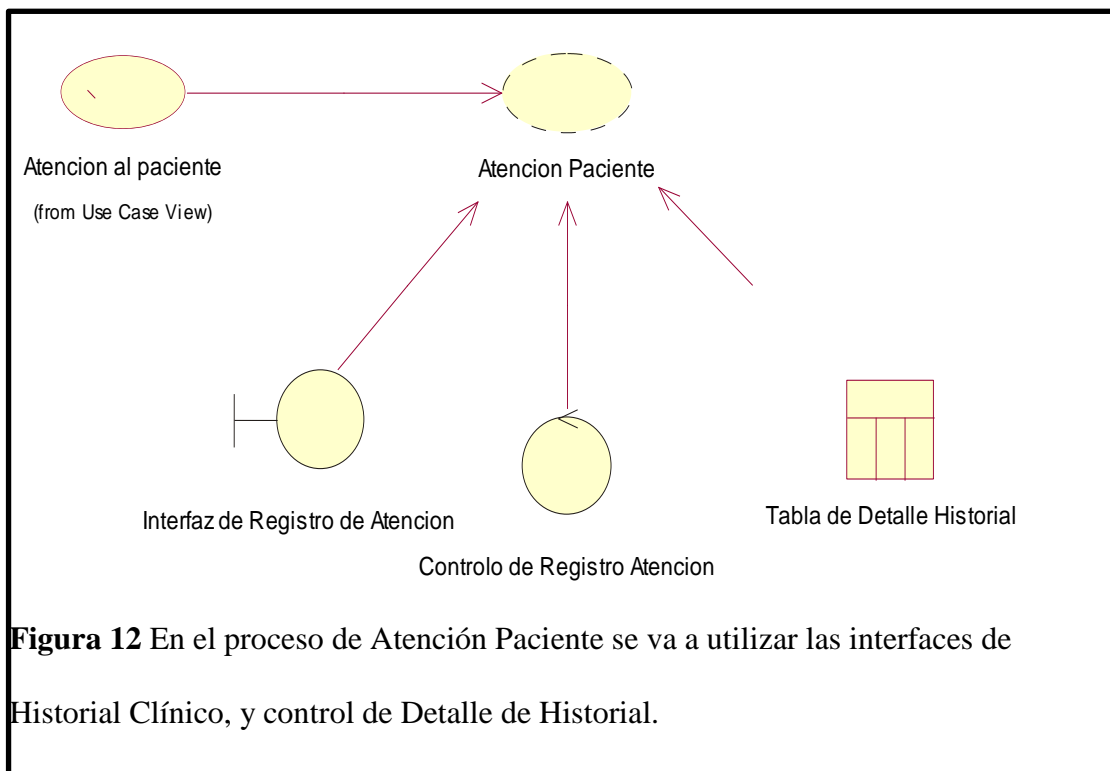 Atencion al paciente
(from Use Case View)
Atencion Paciente
Interfaz de Registro de Atencion
Controlo de Registro Atencion
Tabla de Detalle Historial
Figura 12 En el proceso de Atención Paciente se va a utilizar las interfaces de
Historial Clínico, y control de Detalle de Historial.